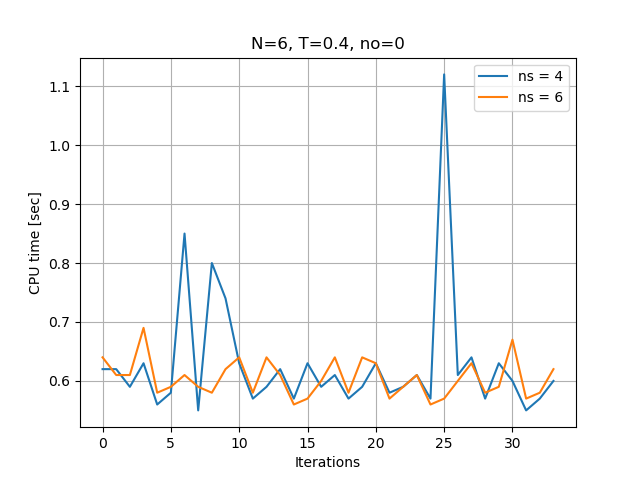 N=6, T=0.4, no=0
ns = 4
ns = 6
1.1
1.0
0.9
0.8
0.7
0.6
CPU time [sec]
0 5 10 15 20 25 30
Iterations